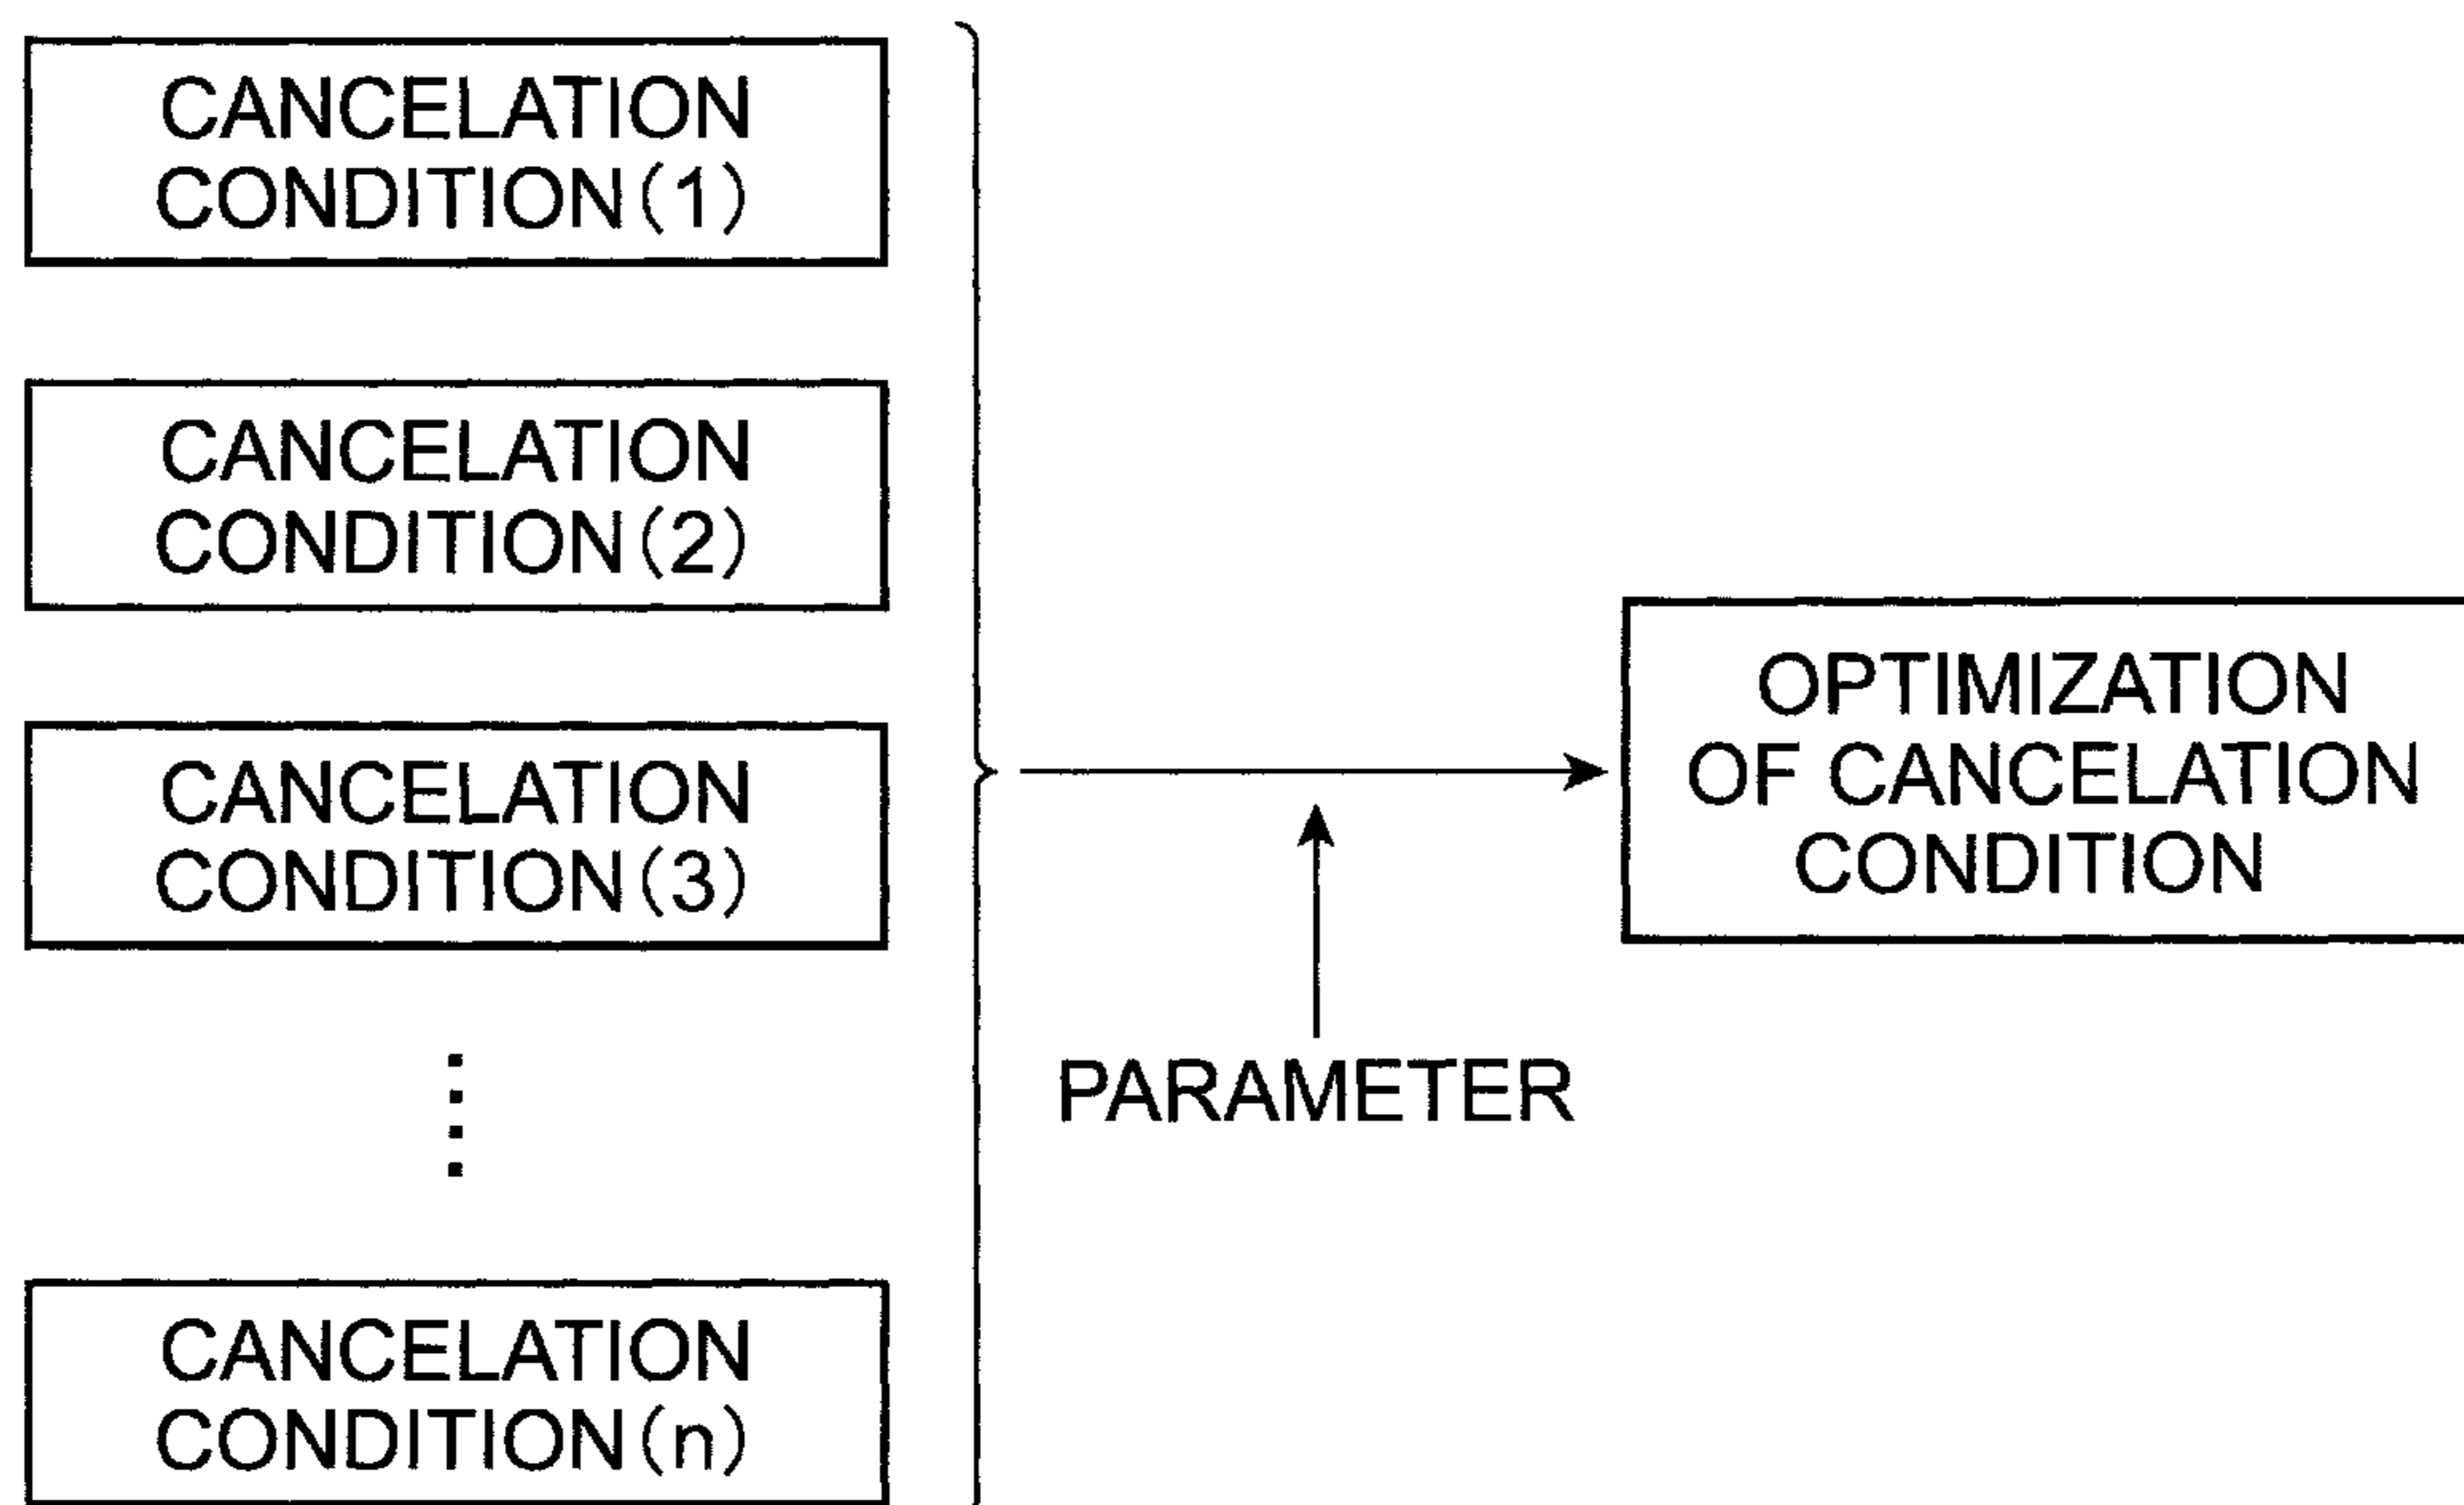 CANCELATION
CONDITION(1)
CANCELATION
CONDITION(2)
CANCELATION
CONDITION(3)
CANCELATION
CONDITION(n)
PARAMETER
OPTIMIZATION
OF CANCELATION
CONDITION